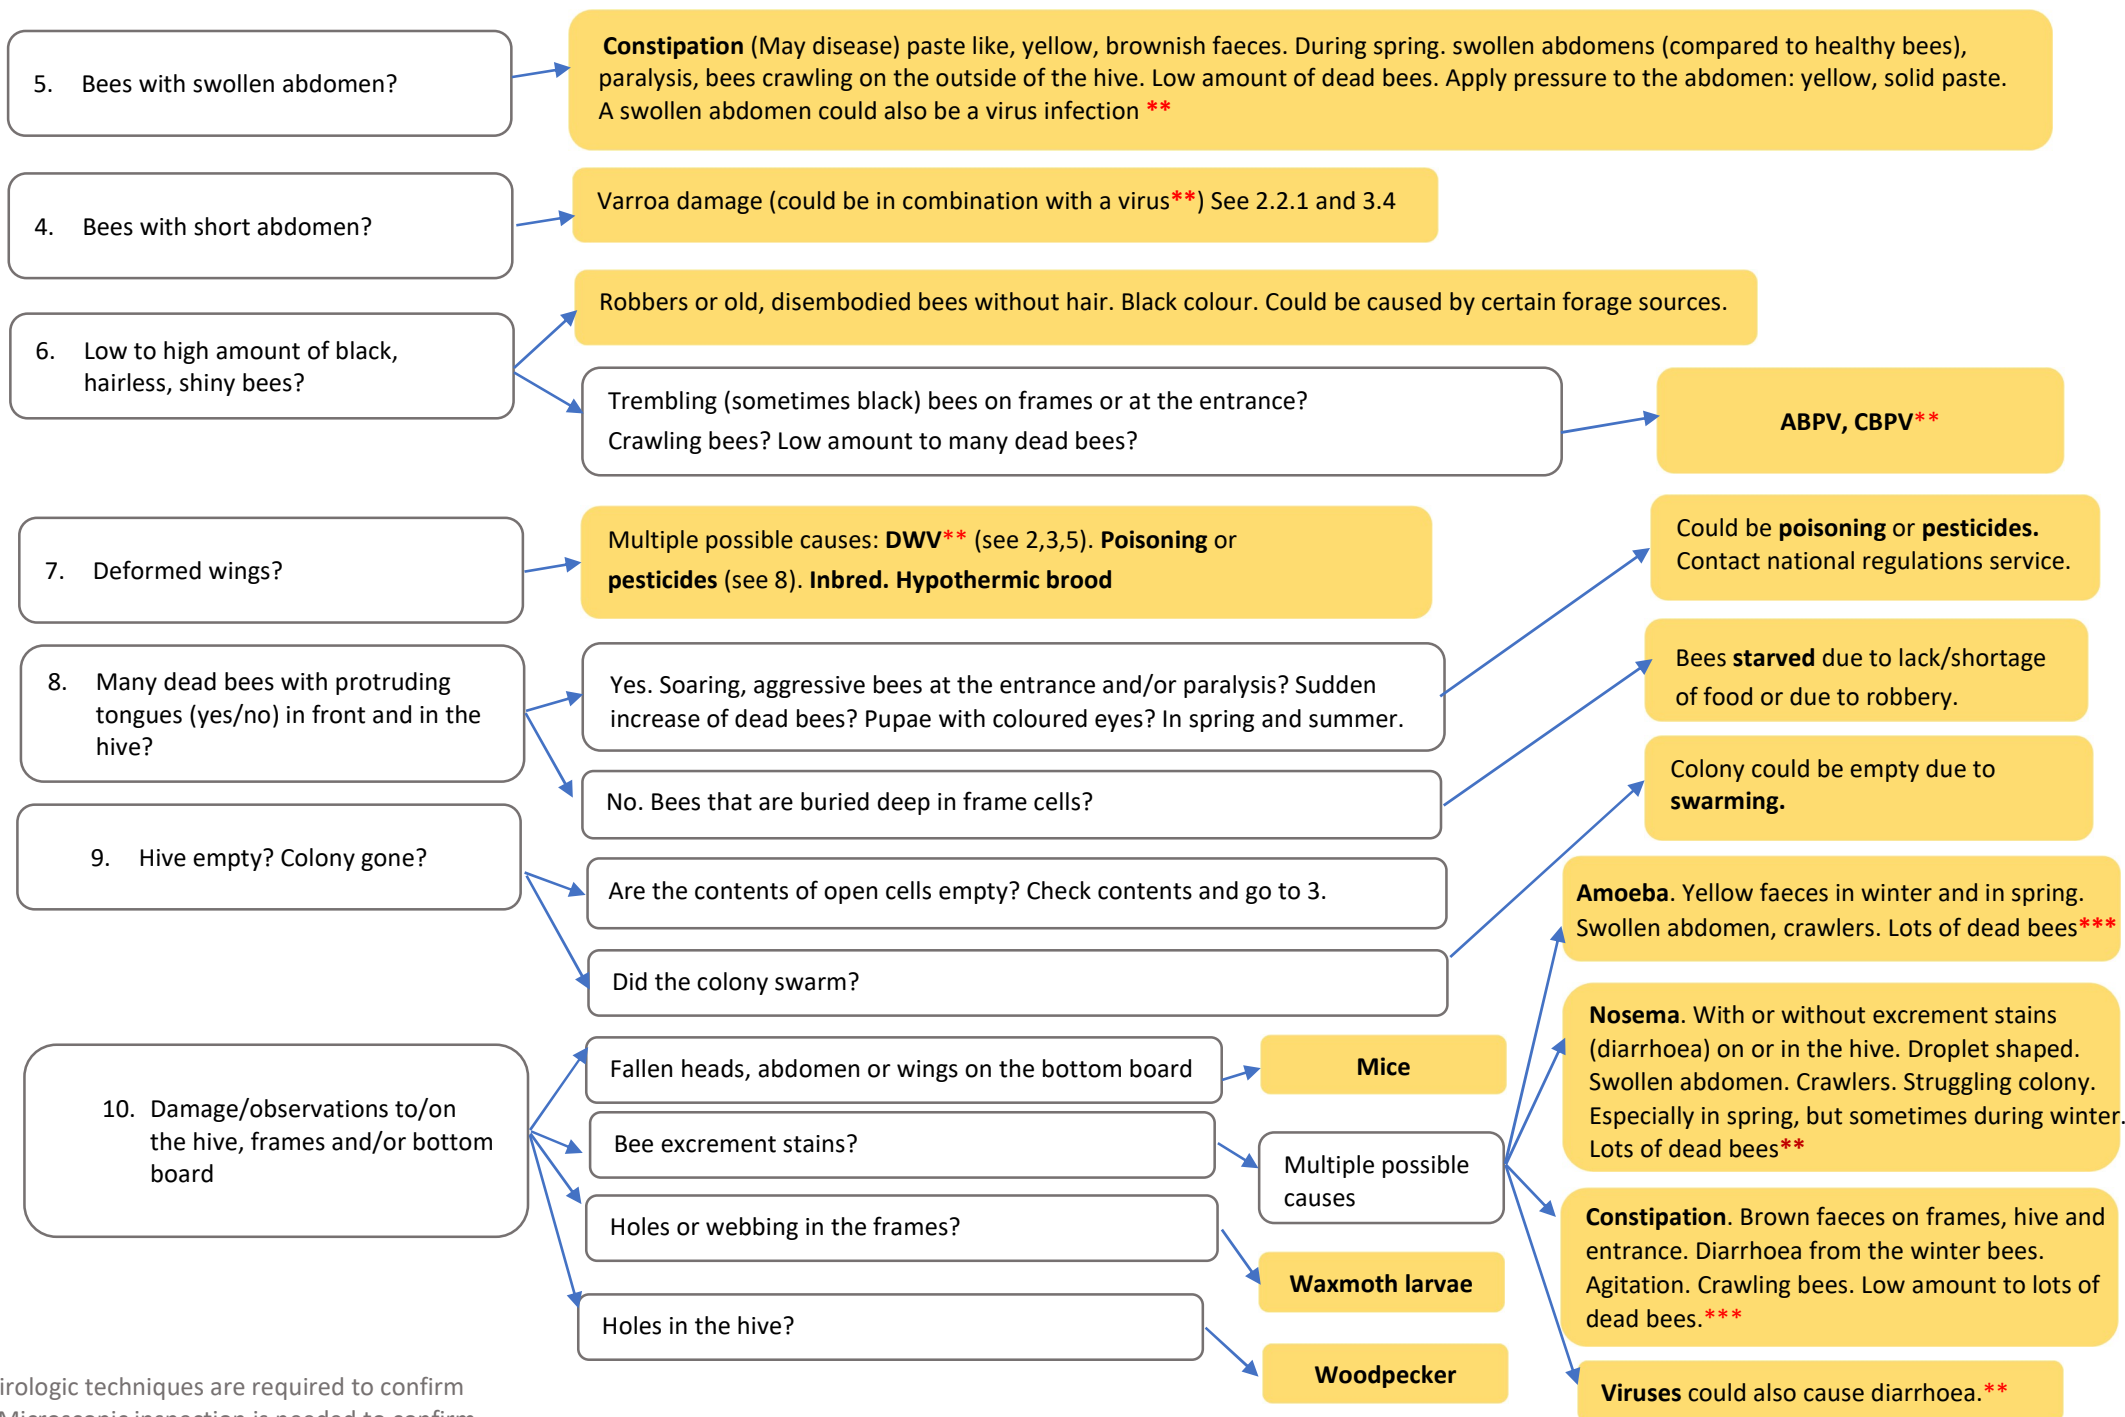 5. Bees with swollen abdomen?
Constipation (May disease) paste like, yellow, brownish faeces. During spring. swollen abdomens (compared to healthy bees),
paralysis, bees crawling on the outside of the hive. Low amount of dead bees. Apply pressure to the abdomen: yellow, solid paste.
A swollen abdomen could also be a virus infection **
4. Bees with short abdomen?
Varroa damage (could be in combination with a virus**) See 2.2.1 and 3.4
6. Low to high amount of black,
hairless, shiny bees?
Robbers or old, disembodied bees without hair. Black colour. Could be caused by certain forage sources.
Trembling (sometimes black) bees on frames or at the entrance?
Crawling bees? Low amount to many dead bees?
ABPV, CBPV**
7. Deformed wings?
Multiple possible causes: DWV** (see 2,3,5). Poisoning or
pesticides (see 8). Inbred. Hypothermic brood
8. Many dead bees with protruding
tongues (yes/no) in front and in the
hive?
Yes. Soaring, aggressive bees at the entrance and/or paralysis? Sudden
increase of dead bees? Pupae with coloured eyes? In spring and summer.
Could be poisoning or pesticides.
Contact national regulations service.
No. Bees that are buried deep in frame cells?
Bees starved due to lack/shortage
of food or due to robbery.
9. Hive empty? Colony gone?
Are the contents of open cells empty? Check contents and go to 3.
Did the colony swarm?
Colony could be empty due to
swarming.
10. Damage/observations to/on
the hive, frames and/or bottom
board
Fallen heads, abdomen or wings on the bottom board
Mice
Bee excrement stains?
Multiple possible
causes
Amoeba. Yellow faeces in winter and in spring.
Swollen abdomen, crawlers. Lots of dead bees***
Nosema. With or without excrement stains
(diarrhoea) on or in the hive. Droplet shaped.
Swollen abdomen. Crawlers. Struggling colony.
Especially in spring, but sometimes during winter.
Lots of dead bees**
Constipation. Brown faeces on frames, hive and
entrance. Diarrhoea from the winter bees.
Agitation. Crawling bees. Low amount to lots of
dead bees.***
Viruses could also cause diarrhoea.**
Holes or webbing in the frames?
Waxmoth larvae
Holes in the hive?
Woodpecker
irologic techniques are required to confirm
Microscopic inspection is needed to confirm